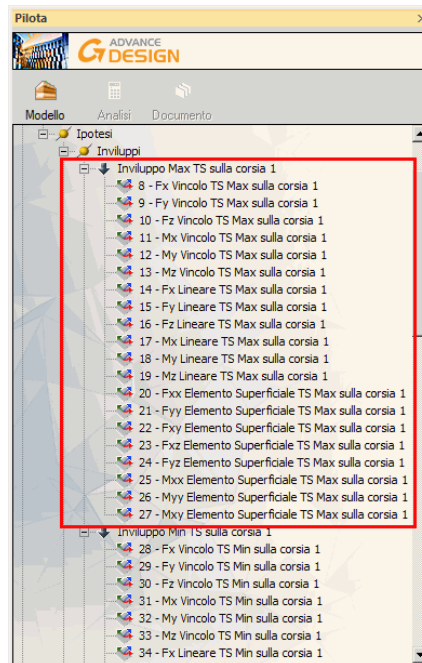 Pilota
ADVANCE
DESIGN
Modello
Analisi
Documento
Ipotesi
Inviluppi
Inviluppo Max TS sulla corsia 1
8 - Fx Vincolo TS Max sulla corsia 1
9 - Fy Vincolo TS Max sulla corsia 1
10 - Fz Vincolo TS Max sulla corsia 1
11 - Mx Vincolo TS Max sulla corsia 1
12 - My Vincolo TS Max sulla corsia 1
13 - Mz Vincolo TS Max sulla corsia 1
14 - Fx Lineare TS Max sulla corsia 1
15 - Fy Lineare TS Max sulla corsia 1
16 - Fz Lineare TS Max sulla corsia 1
17 - Mx Lineare TS Max sulla corsia 1
18 - My Lineare TS Max sulla corsia 1
19 - Mz Lineare TS Max sulla corsia 1
20 - Fxx Elemento Superficiale TS Max sulla corsia 1
21 - Fyy Elemento Superficiale TS Max sulla corsia 1
22 - Fxy Elemento Superficiale TS Max sulla corsia 1
23 - Fxz Elemento Superficiale TS Max sulla corsia 1
24 - Fyz Elemento Superficiale TS Max sulla corsia 1
25 - Mxx Elemento Superficiale TS Max sulla corsia 1
26 - Myy Elemento Superficiale TS Max sulla corsia 1
27 - Mxy Elemento Superficiale TS Max sulla corsia 1
Inviluppo Min TS sulla corsia 1
28 - Fx Vincolo TS Min sulla corsia 1
29 - Fy Vincolo TS Min sulla corsia 1
30 - Fz Vincolo TS Min sulla corsia 1
31 - Mx Vincolo TS Min sulla corsia 1
32 - My Vincolo TS Min sulla corsia 1
33 - Mz Vincolo TS Min sulla corsia 1
34 - Fx Lineare TS Min sulla corsia 1